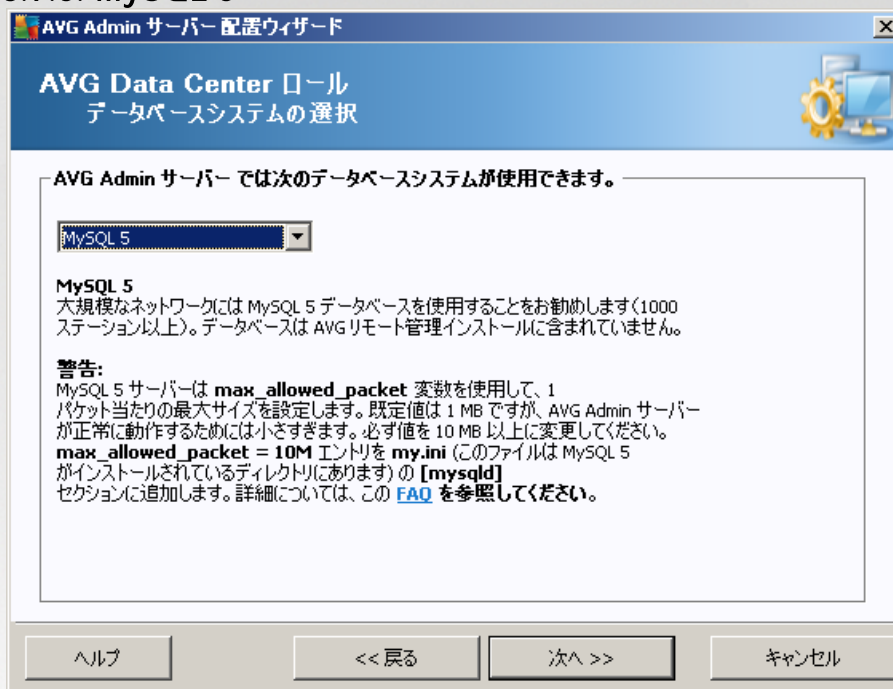 AVG Admin サーバー 配置ウィザード
AVG Data Center ロール
データベースシステムの選択
AVG Admin サーバー では次のデータベースシステムが使用できます。
MySQL 5
MySQL 5
大規模なネットワークには MySQL 5 データベースを使用することをお勧めします(1000
ステーション以上)。データベースは AVG リモート管理インストールに含まれていません。
警告:
MySQL 5 サーバーは max_allowed_packet 変数を使用して、1
パケット当たりの最大サイズを設定します。既定値は 1 MB ですが、AVG Admin サーバー
が正常に動作するためには小さすぎます。必ず値を 10 MB 以上に変更してください。
max_allowed_packet = 10M エントリを my.ini (このファイルは MySQL 5
がインストールされているディレクトリにあります) の [mysqld]
セクションに追加します。詳細については、この FAQ を参照してください。
ヘルプ
<< 戻る
次へ >>
キャンセル